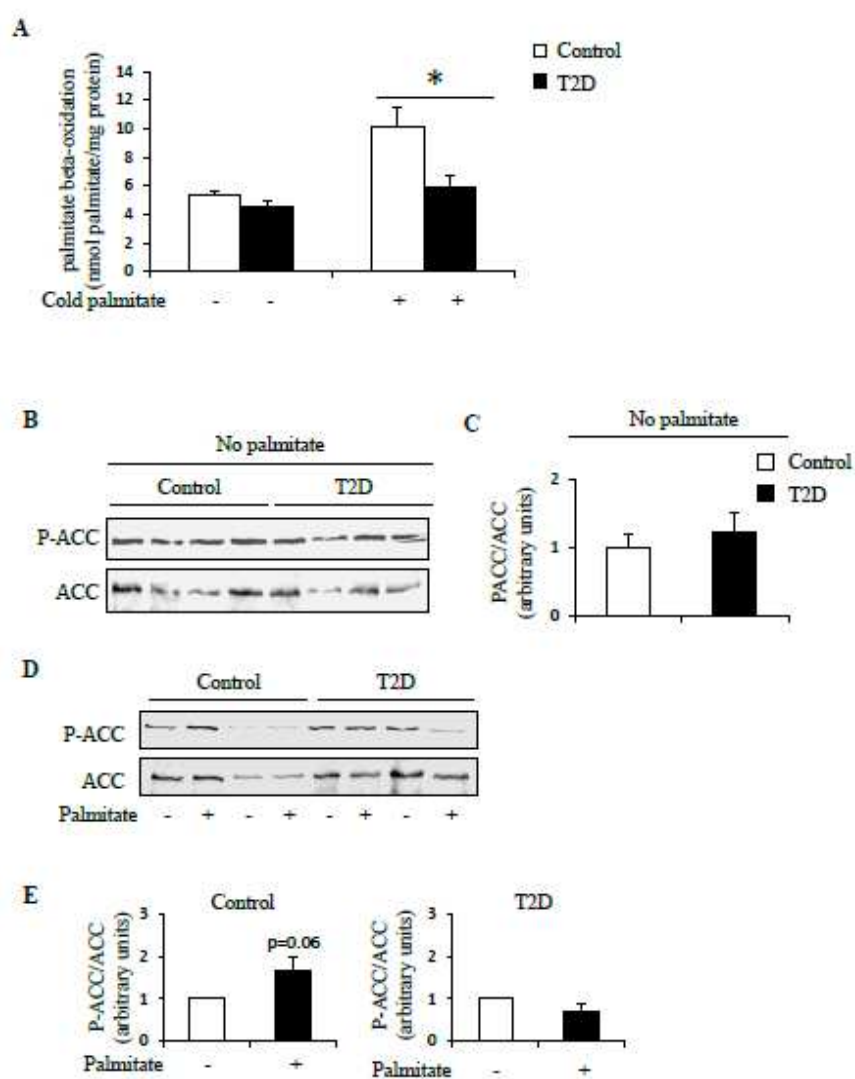 A
Control
T2D
palmitate beta-oxidation
(nmol palmitate/mg protein)
14
12
10
8
6
4
2
0
*
Cold palmitate - - + +
B
No palmitate
Control T2D
P-ACC
ACC
C
No palmitate
Control
T2D
PACC/ACC
(arbitrary units)
2
1
0
D
Control T2D
P-ACC
ACC
Palmitate - + - + - + - +
E
Control
P-ACC/ACC
(arbitrary units)
3
2
1
0
p=0.06
Palmitate - +
T2D
P-ACC/ACC
(arbitrary units)
3
2
1
0
Palmitate - +